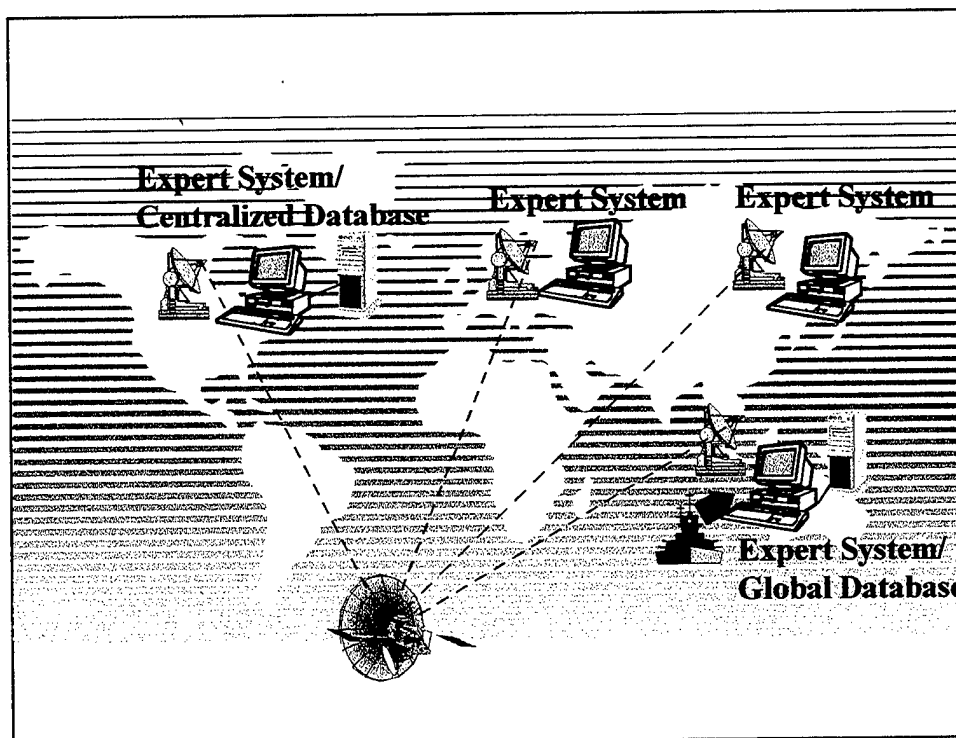 Expert System/
Centralized Database
Expert System
Expert System
Expert System/
Global Database